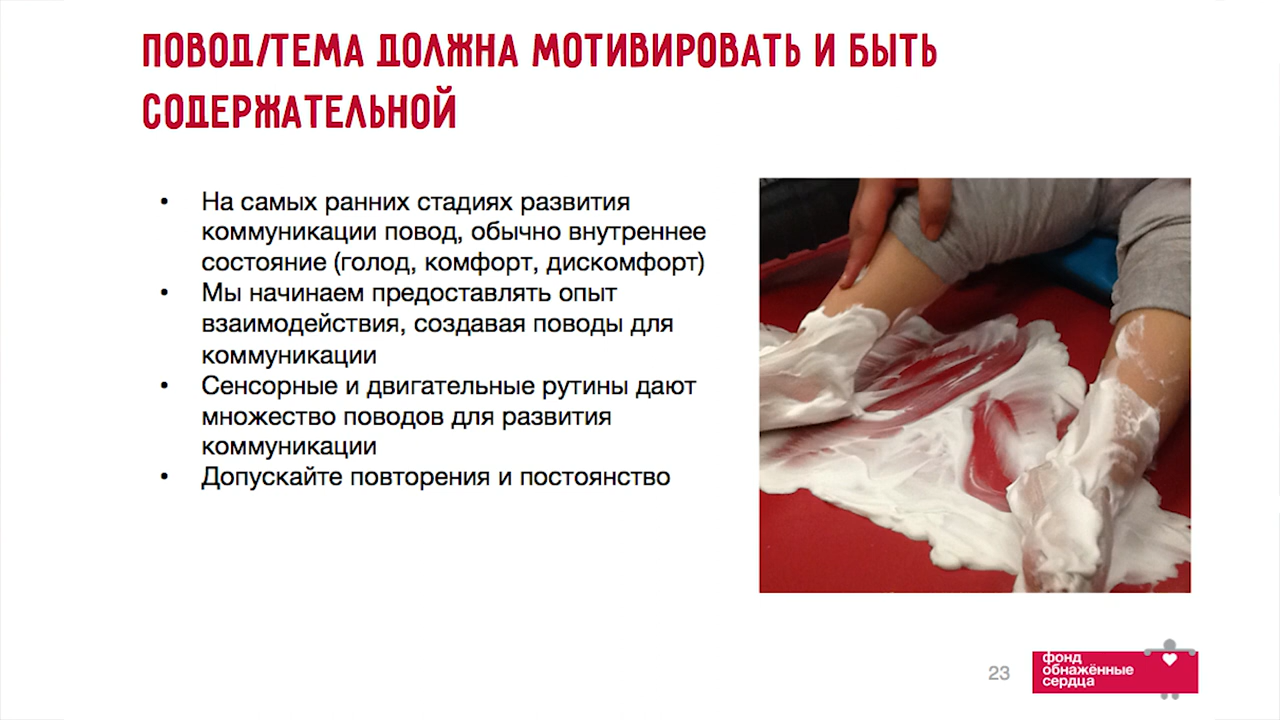 ПОВОД/ТЕМА ДОЛЖНА МОТИВИРОВАТЬ И БЫТЬ
СОДЕРЖАТЕЛЬНОЙ
• На самых ранних стадиях развития
коммуникации повод, обычно внутреннее
состояние (голод, комфорт, дискомфорт)
• Мы начинаем предоставлять опыт
взаимодействия, создавая поводы для
коммуникации
• Сенсорные и двигательные рутины дают
множество поводов для развития
коммуникации
• Допускайте повторения и постоянство
23
фонд
обнажённые
сердца